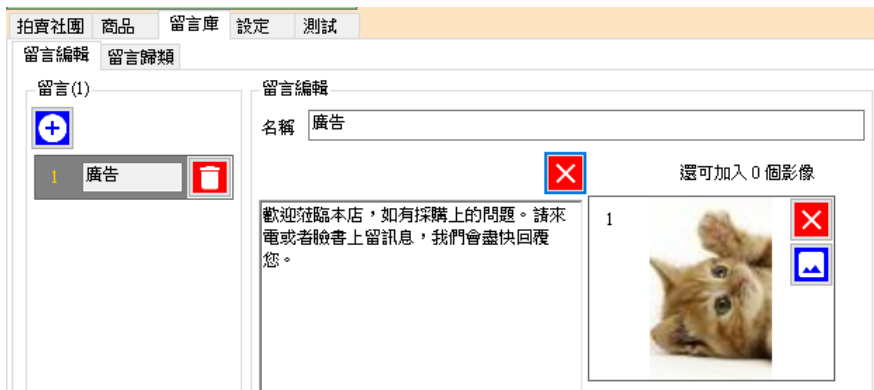 拍賣社團 商品 留言庫 設定 測試
留言編輯 留言歸類
留言(1)
留言編輯
名稱 廣告
1 廣告
還可加入 0 個影像
歡迎蒞臨本店，如有採購上的問題。請來
電或者臉書上留訊息，我們會盡快回覆
您。
1